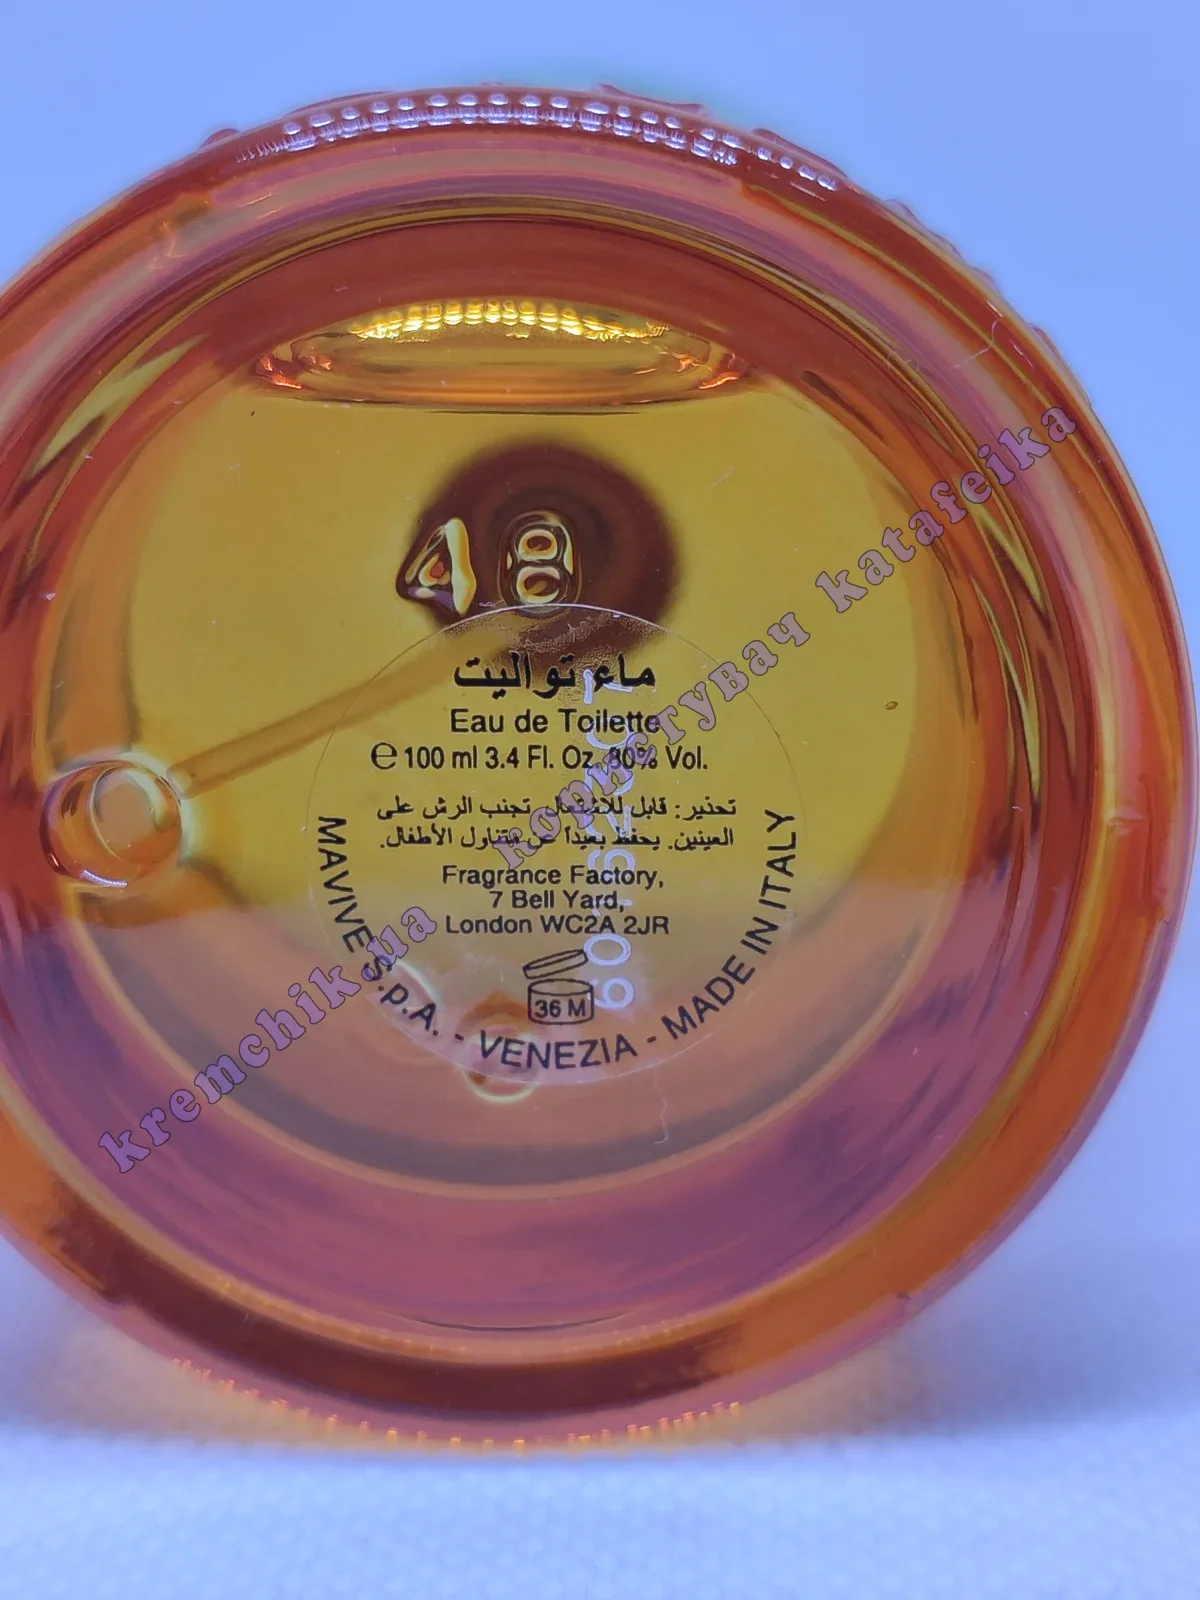 48
ماء تواليت
Eau de Toilette
℮ 100 ml 3.4 Fl. Oz. 80% Vol.
تحذير: قابل للاشتعال. تجنب الرش على
العينين. يحفظ بعيداً عن متناول الأطفال.
Fragrance Factory,
7 Bell Yard,
London WC2A 2JR
36 M
MAVIVE S.p.A. - VENEZIA - MADE IN ITALY
kremchik.ua користувач katafeika